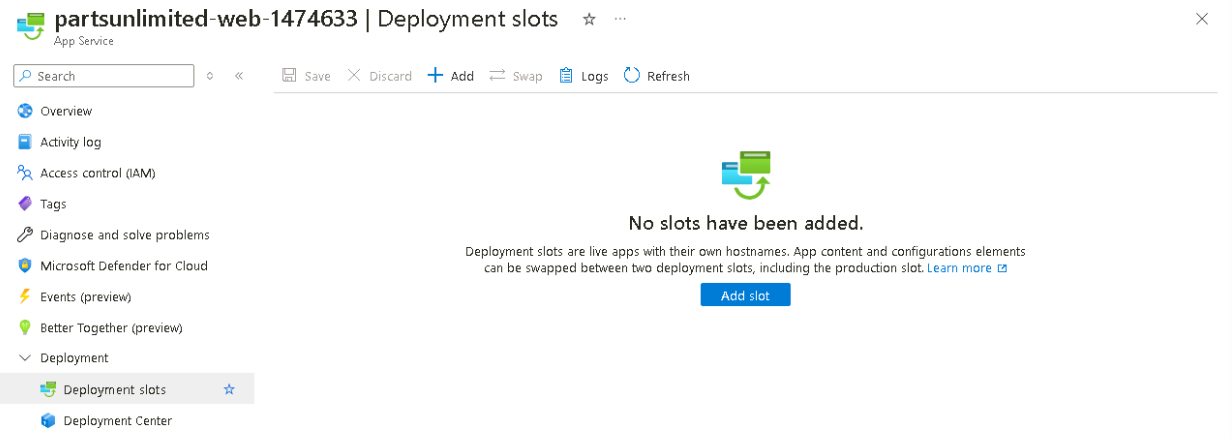 partsunlimited-web-1474633 | Deployment slots
App Service
Search
Save Discard Add Swap Logs Refresh
Overview
Activity log
Access control (IAM)
Tags
Diagnose and solve problems
Microsoft Defender for Cloud
Events (preview)
Better Together (preview)
Deployment
Deployment slots
Deployment Center
No slots have been added.
Deployment slots are live apps with their own hostnames. App content and configurations elements
can be swapped between two deployment slots, including the production slot. Learn more
Add slot